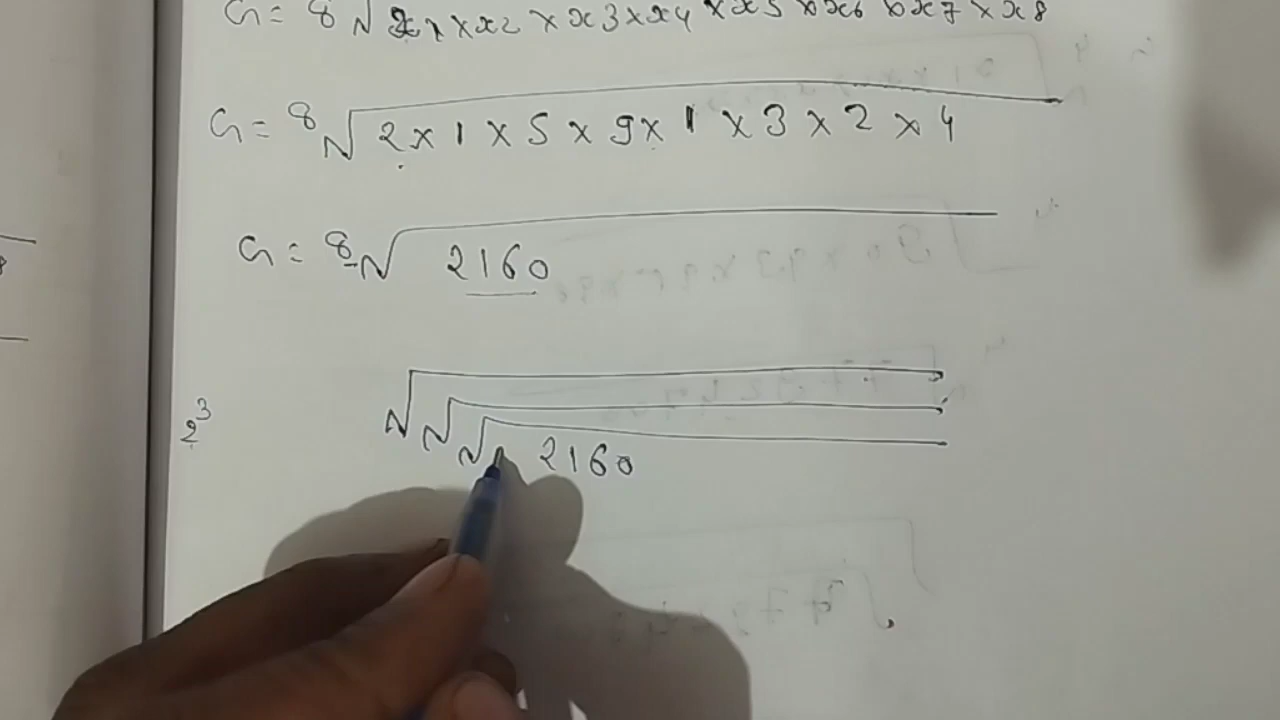 G = 8√x1 x x2 x x3 x x4 x x5 x x6 x x7 x x8
G = 8√2 x 1 x 5 x 9 x 1 x 3 x 2 x 4
G = 8√2160
2³
√√√2160